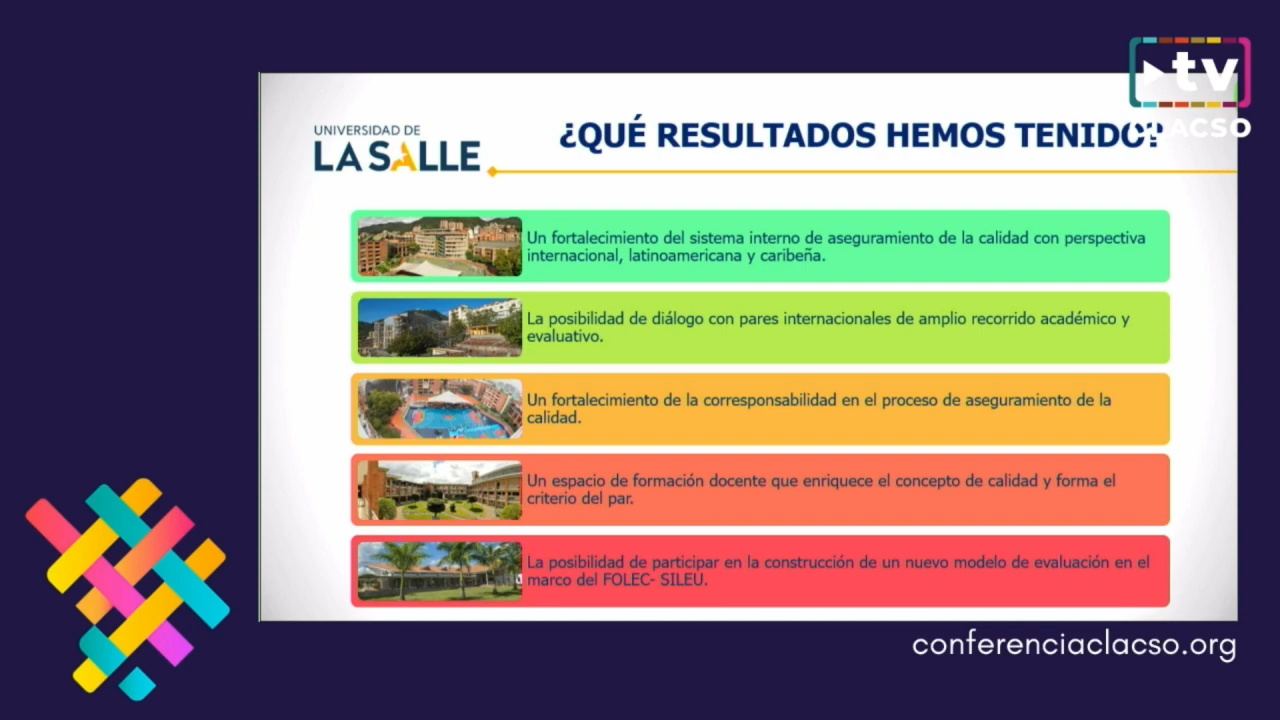 tv
CLACSO
UNIVERSIDAD DE
LA SALLE
¿QUÉ RESULTADOS HEMOS TENIDO?
Un fortalecimiento del sistema interno de aseguramiento de la calidad con perspectiva
internacional, latinoamericana y caribeña.
La posibilidad de diálogo con pares internacionales de amplio recorrido académico y
evaluativo.
Un fortalecimiento de la corresponsabilidad en el proceso de aseguramiento de la
calidad.
Un espacio de formación docente que enriquece el concepto de calidad y forma el
criterio del par.
La posibilidad de participar en la construcción de un nuevo modelo de evaluación en el
marco del FOLEC- SILEU.
conferenciaclacso.org